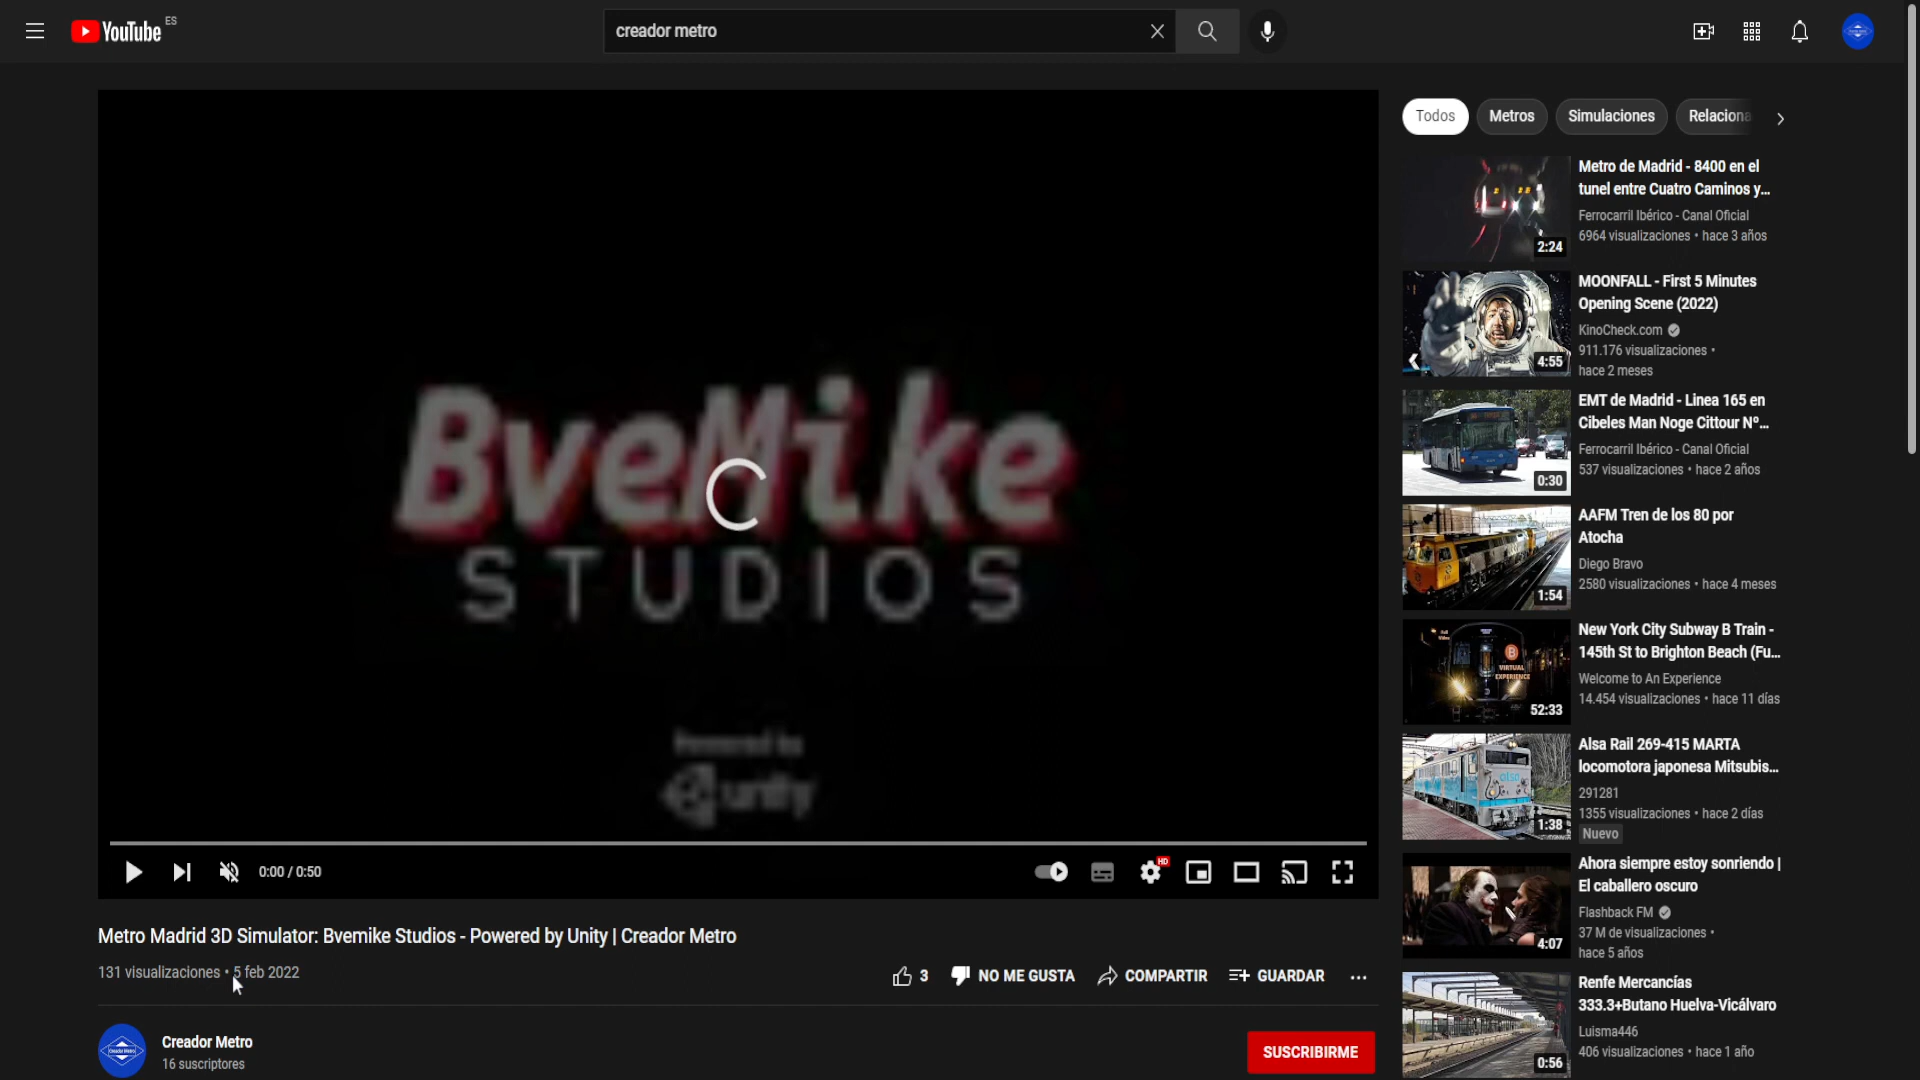 YouTube ES
creador metro
BveMike
STUDIOS
Powered by
unity
0:00 / 0:50
HD
Metro Madrid 3D Simulator: Bvemike Studios - Powered by Unity | Creador Metro
131 visualizaciones • 5 feb 2022
3
NO ME GUSTA
COMPARTIR
GUARDAR
Creador Metro
16 suscriptores
SUSCRIBIRME
Todos
Metros
Simulaciones
Relaciona
Metro de Madrid - 8400 en el
tunel entre Cuatro Caminos y...
Ferrocarril Ibérico - Canal Oficial
6964 visualizaciones • hace 3 años
2:24
MOONFALL - First 5 Minutes
Opening Scene (2022)
KinoCheck.com
911.176 visualizaciones •
hace 2 meses
4:55
EMT de Madrid - Linea 165 en
Cibeles Man Noge Cittour Nº...
Ferrocarril Ibérico - Canal Oficial
537 visualizaciones • hace 2 años
0:30
AAFM Tren de los 80 por
Atocha
Diego Bravo
2580 visualizaciones • hace 4 meses
1:54
New York City Subway B Train -
145th St to Brighton Beach (Fu...
Welcome to An Experience
14.454 visualizaciones • hace 11 días
B
VIRTUAL
EXPERIENCE
52:33
Alsa Rail 269-415 MARTA
locomotora japonesa Mitsubis...
291281
1355 visualizaciones • hace 2 días
Nuevo
alsa
1:38
Ahora siempre estoy sonriendo |
El caballero oscuro
Flashback FM
37 M de visualizaciones •
hace 5 años
4:07
Renfe Mercancías
333.3+Butano Huelva-Vicálvaro
Luisma446
406 visualizaciones • hace 1 año
0:56